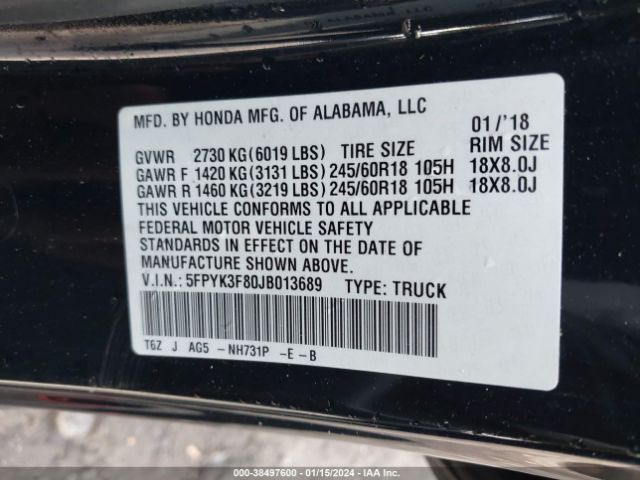 MFD. BY HONDA MFG. OF ALABAMA, LLC 01/'18
GVWR 2730 KG(6019 LBS) TIRE SIZE RIM SIZE
GAWR F 1420 KG(3131 LBS) 245/60R18 105H 18X8.0J
GAWR R 1460 KG(3219 LBS) 245/60R18 105H 18X8.0J
THIS VEHICLE CONFORMS TO ALL APPLICABLE
FEDERAL MOTOR VEHICLE SAFETY
STANDARDS IN EFFECT ON THE DATE OF
MANUFACTURE SHOWN ABOVE.
V.I.N.: 5FPYK3F80JB013689 TYPE: TRUCK
T6Z J AG5 -NH731P -E-B
000-38497600 - 01/15/2024 - IAA Inc.